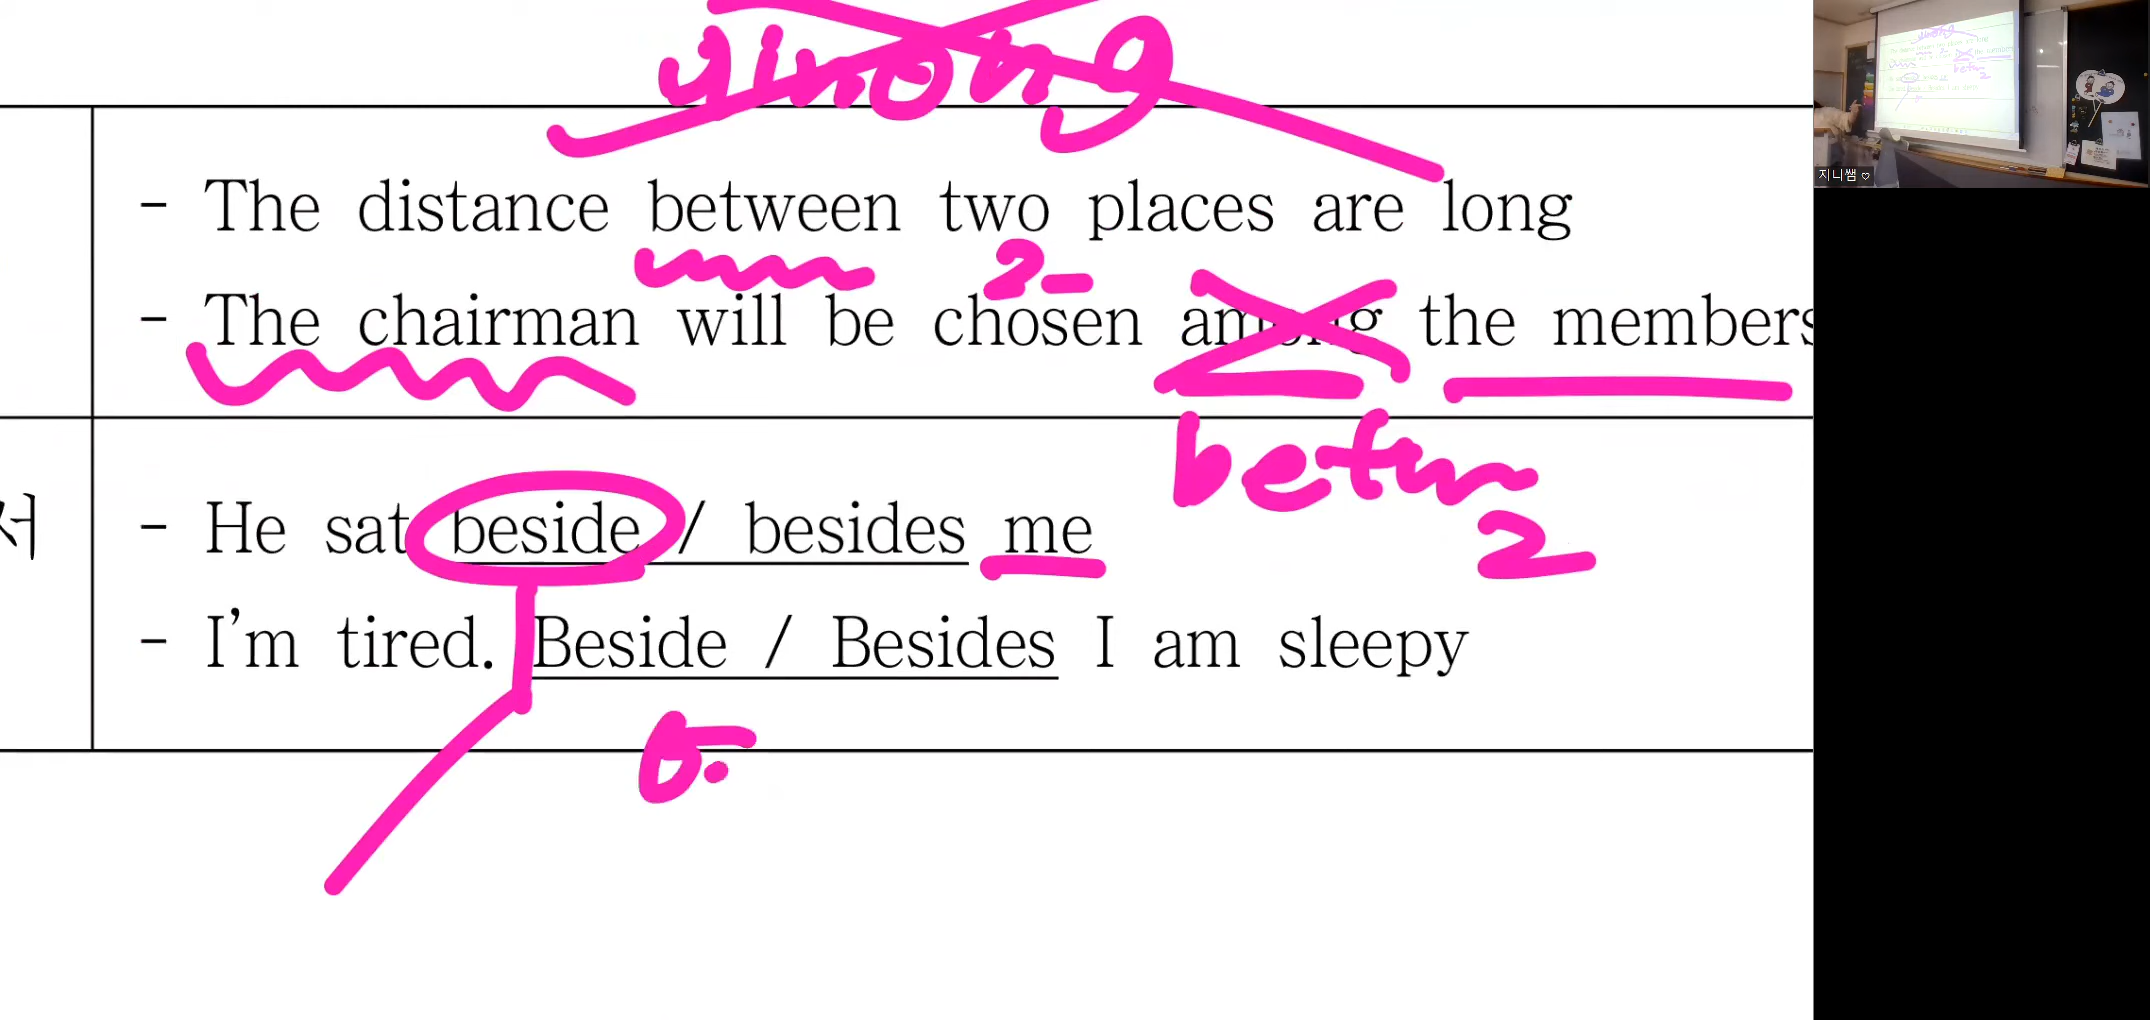 among
- The distance between two places are long
2
- The chairman will be chosen among the members
betw
2
서
- He sat beside / besides me
- I'm tired. Beside / Besides I am sleepy
지니쌤 ♡